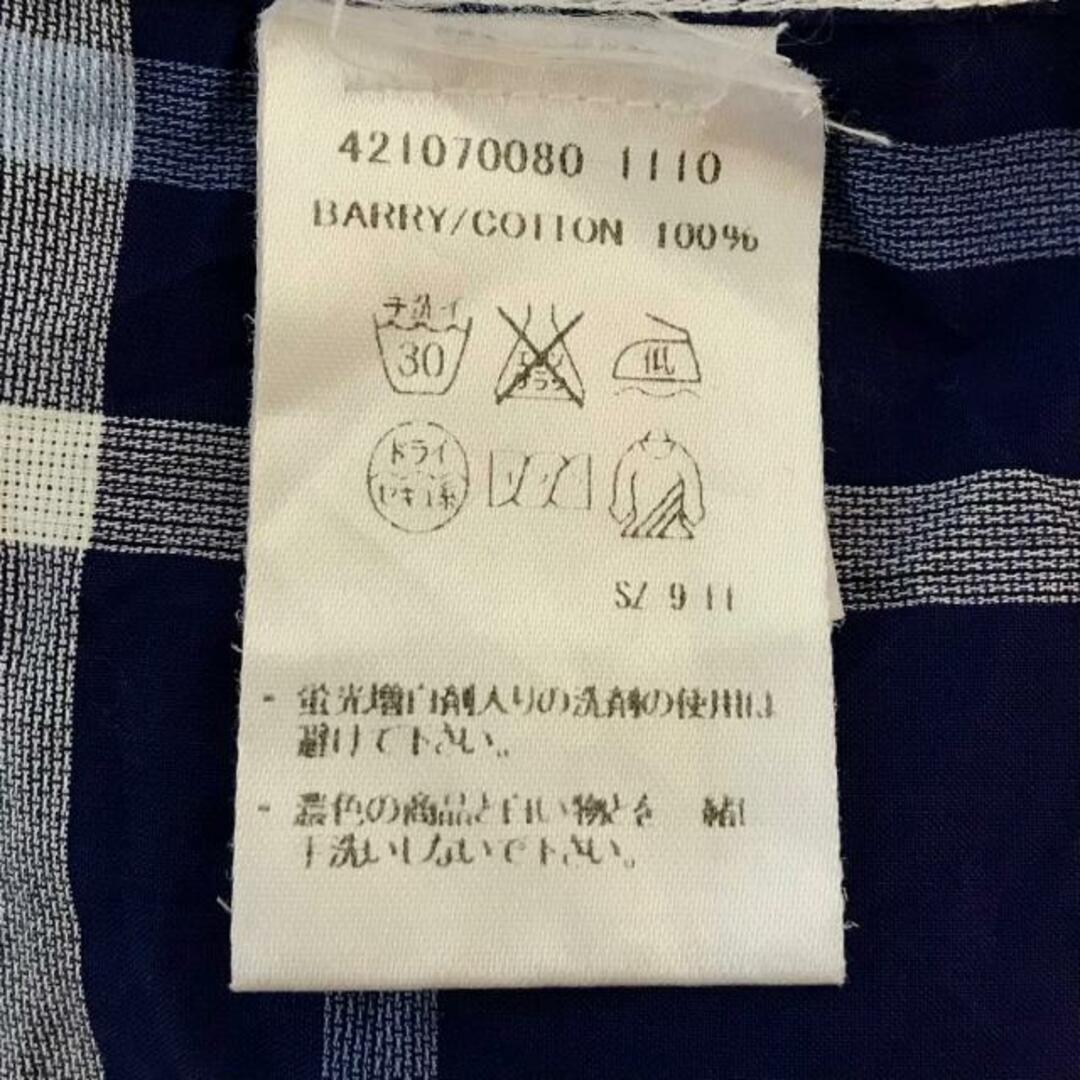 421070080 1110
BARRY/COTTON 100%
手洗イ
30
エンソ
サラシ
低
ドライ
セキユ系
SZ 9 11
- 蛍光増白剤入りの洗剤の使用は
避けて下さい。
- 濃色の商品と白い物とを一緒に
手洗いしないで下さい。